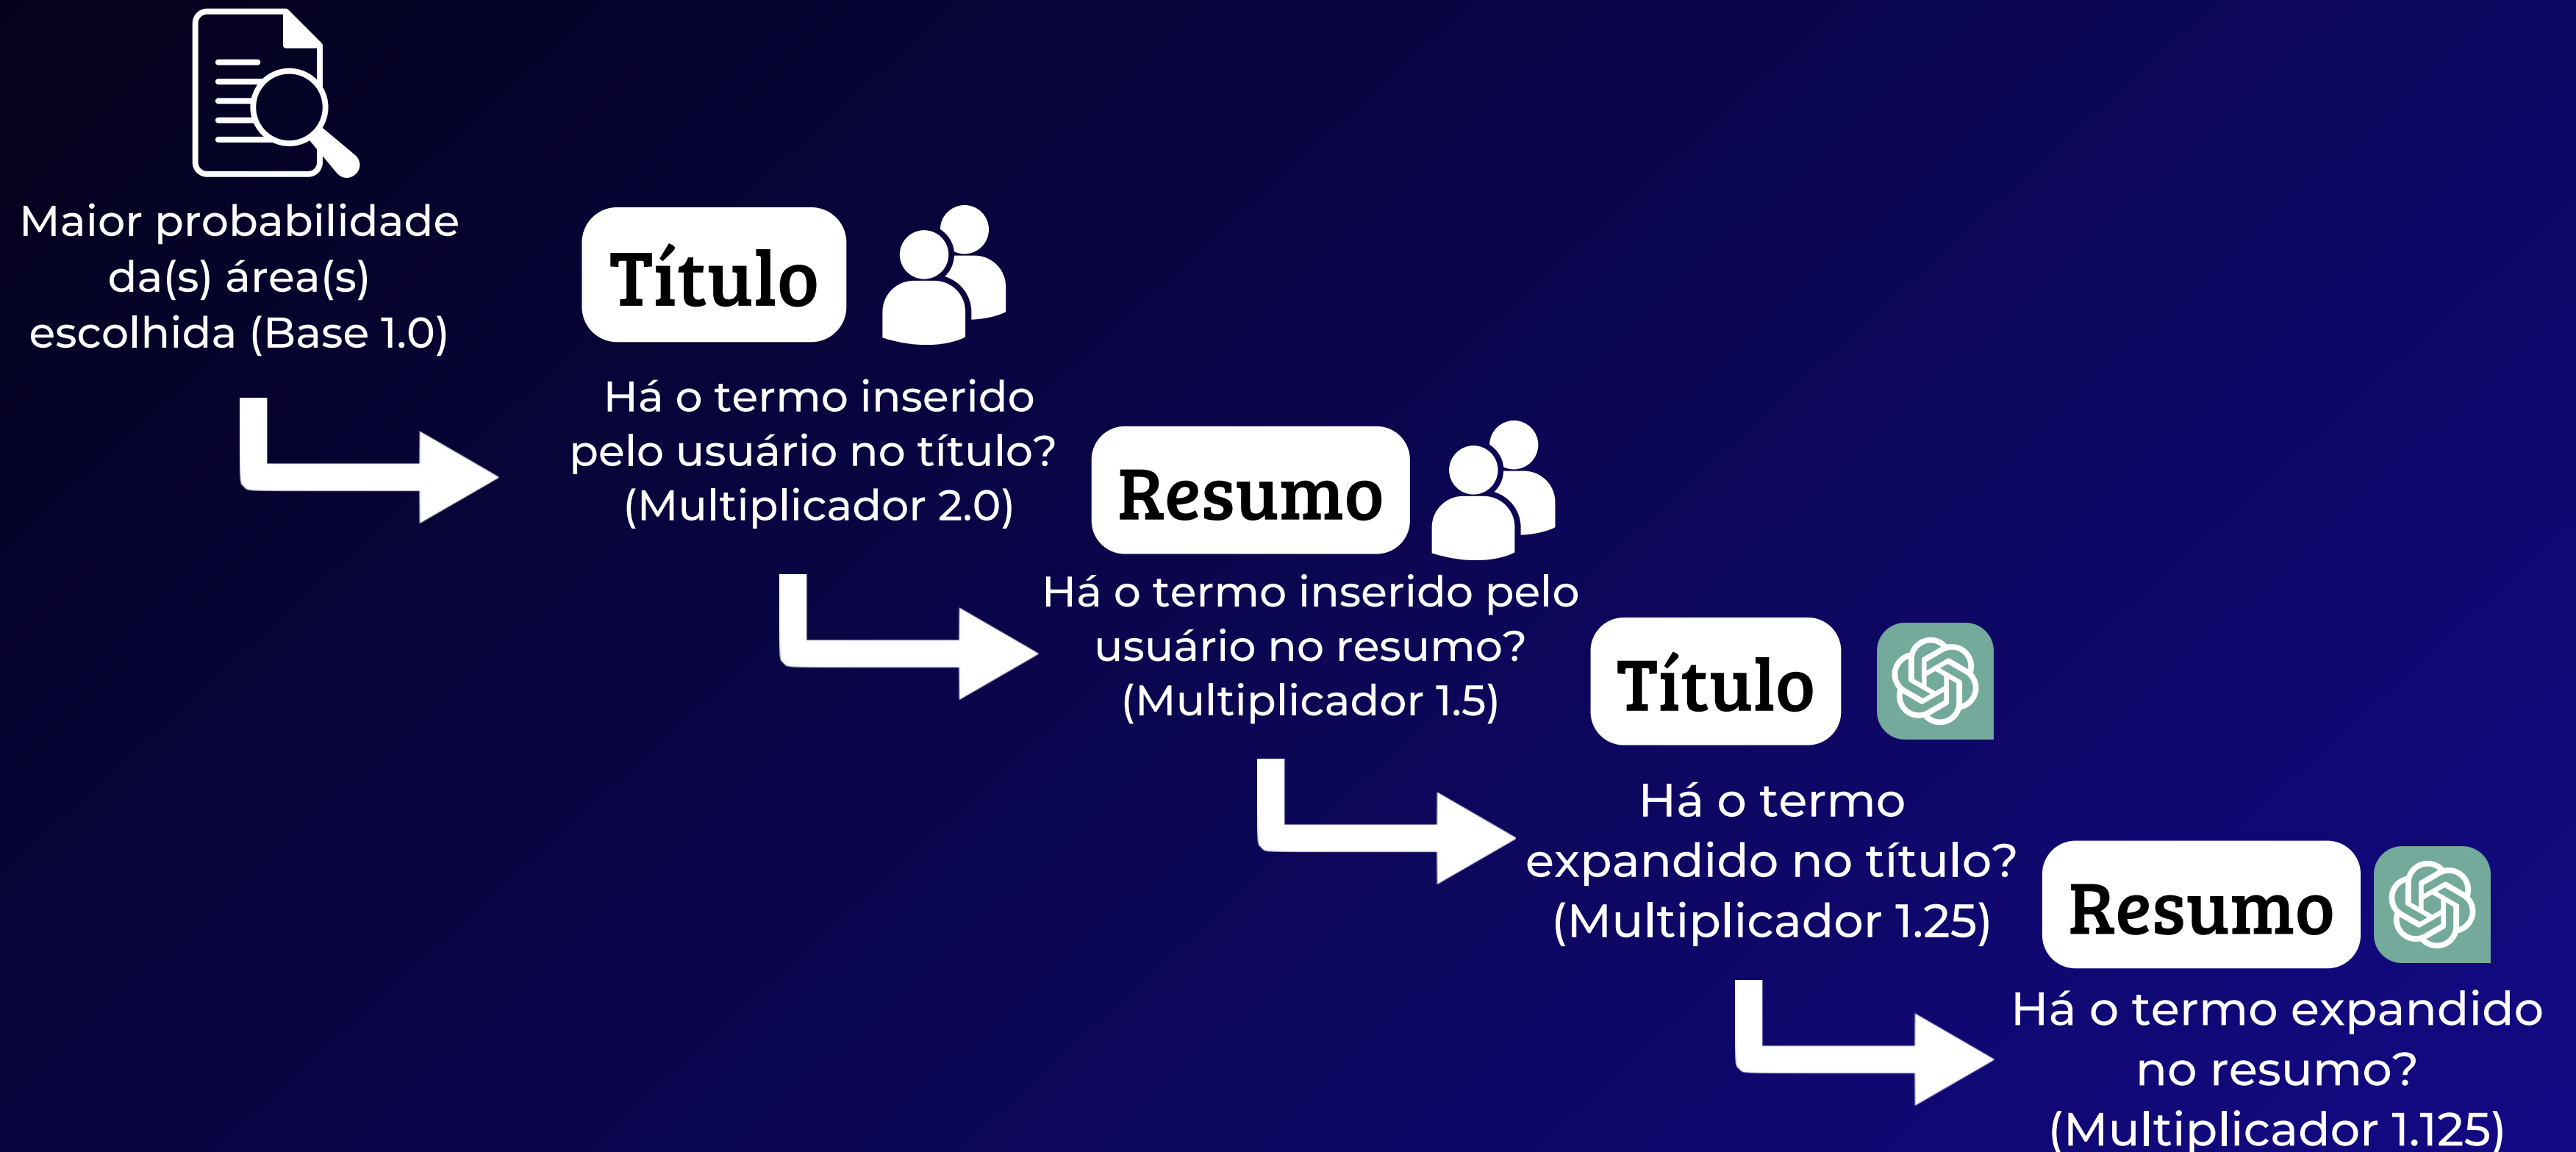 Maior probabilidade
da(s) área(s)
escolhida (Base 1.0)
Título
Há o termo inserido
pelo usuário no título?
(Multiplicador 2.0)
Resumo
Há o termo inserido pelo
usuário no resumo?
(Multiplicador 1.5)
Título
Há o termo
expandido no título?
(Multiplicador 1.25)
Resumo
Há o termo expandido
no resumo?
(Multiplicador 1.125)